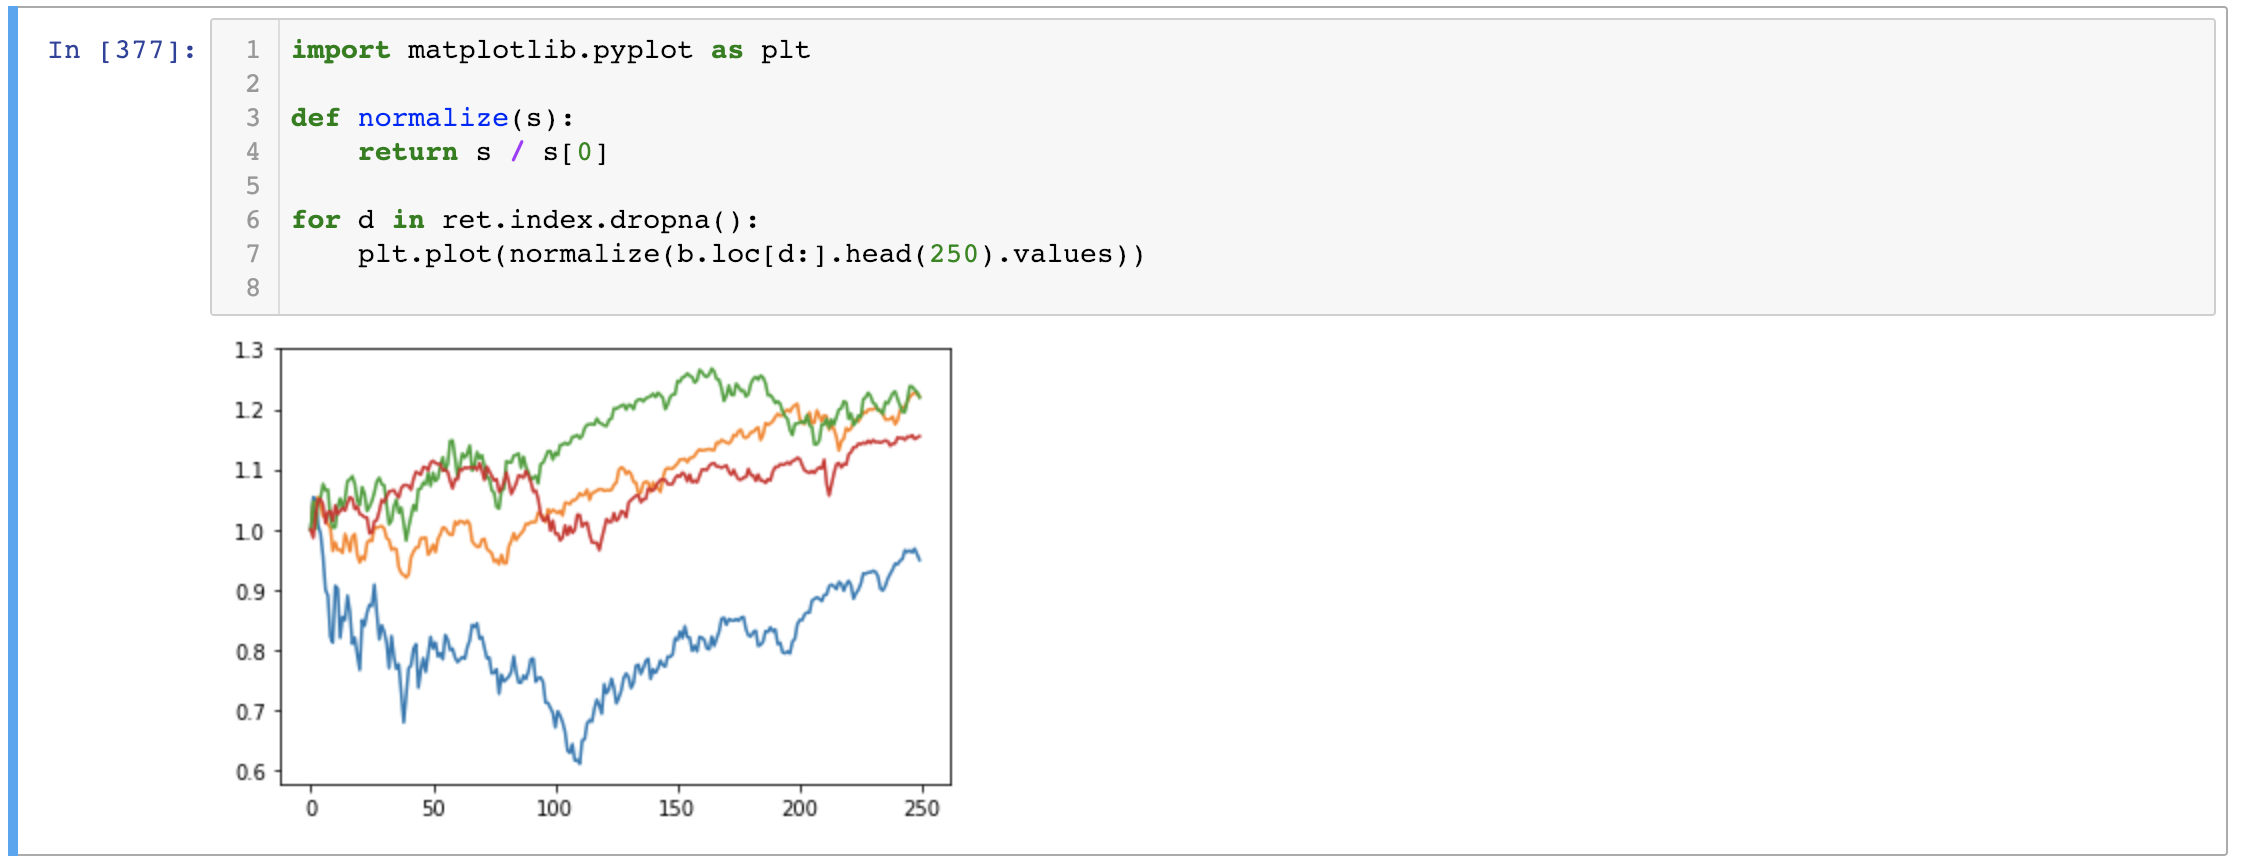 In [377]:
1 import matplotlib.pyplot as plt
2
3 def normalize(s):
4     return s / s[0]
5
6 for d in ret.index.dropna():
7     plt.plot(normalize(b.loc[d:].head(250).values))
8
1.3
1.2
1.1
1.0
0.9
0.8
0.7
0.6
0 50 100 150 200 250